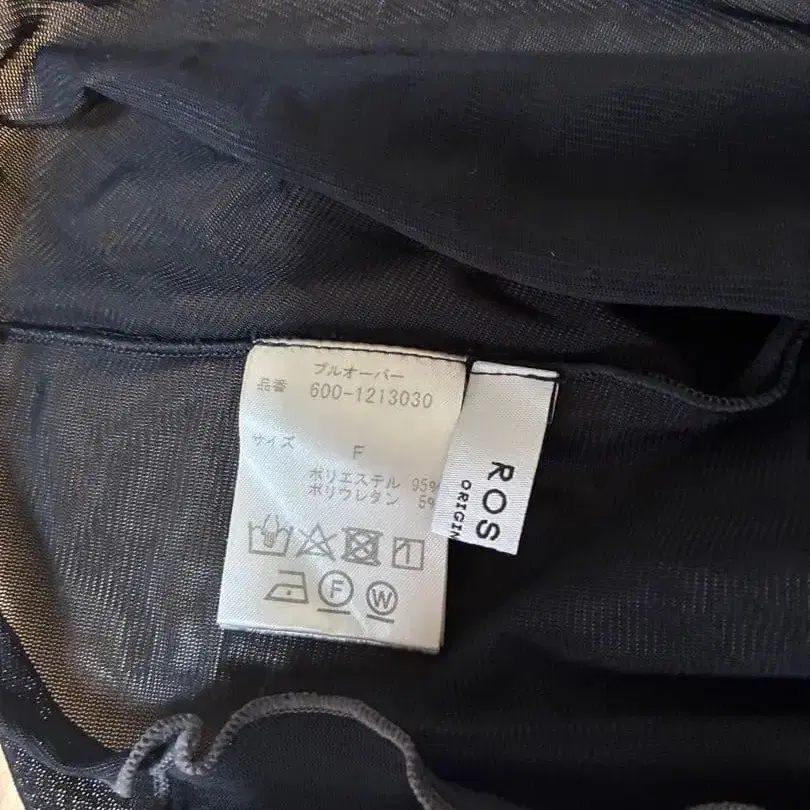 プルオーバー
品番 600-1213030
サイズ F
ポリエステル 95%
ポリウレタン 5%
F W
ROS
ORIGIN